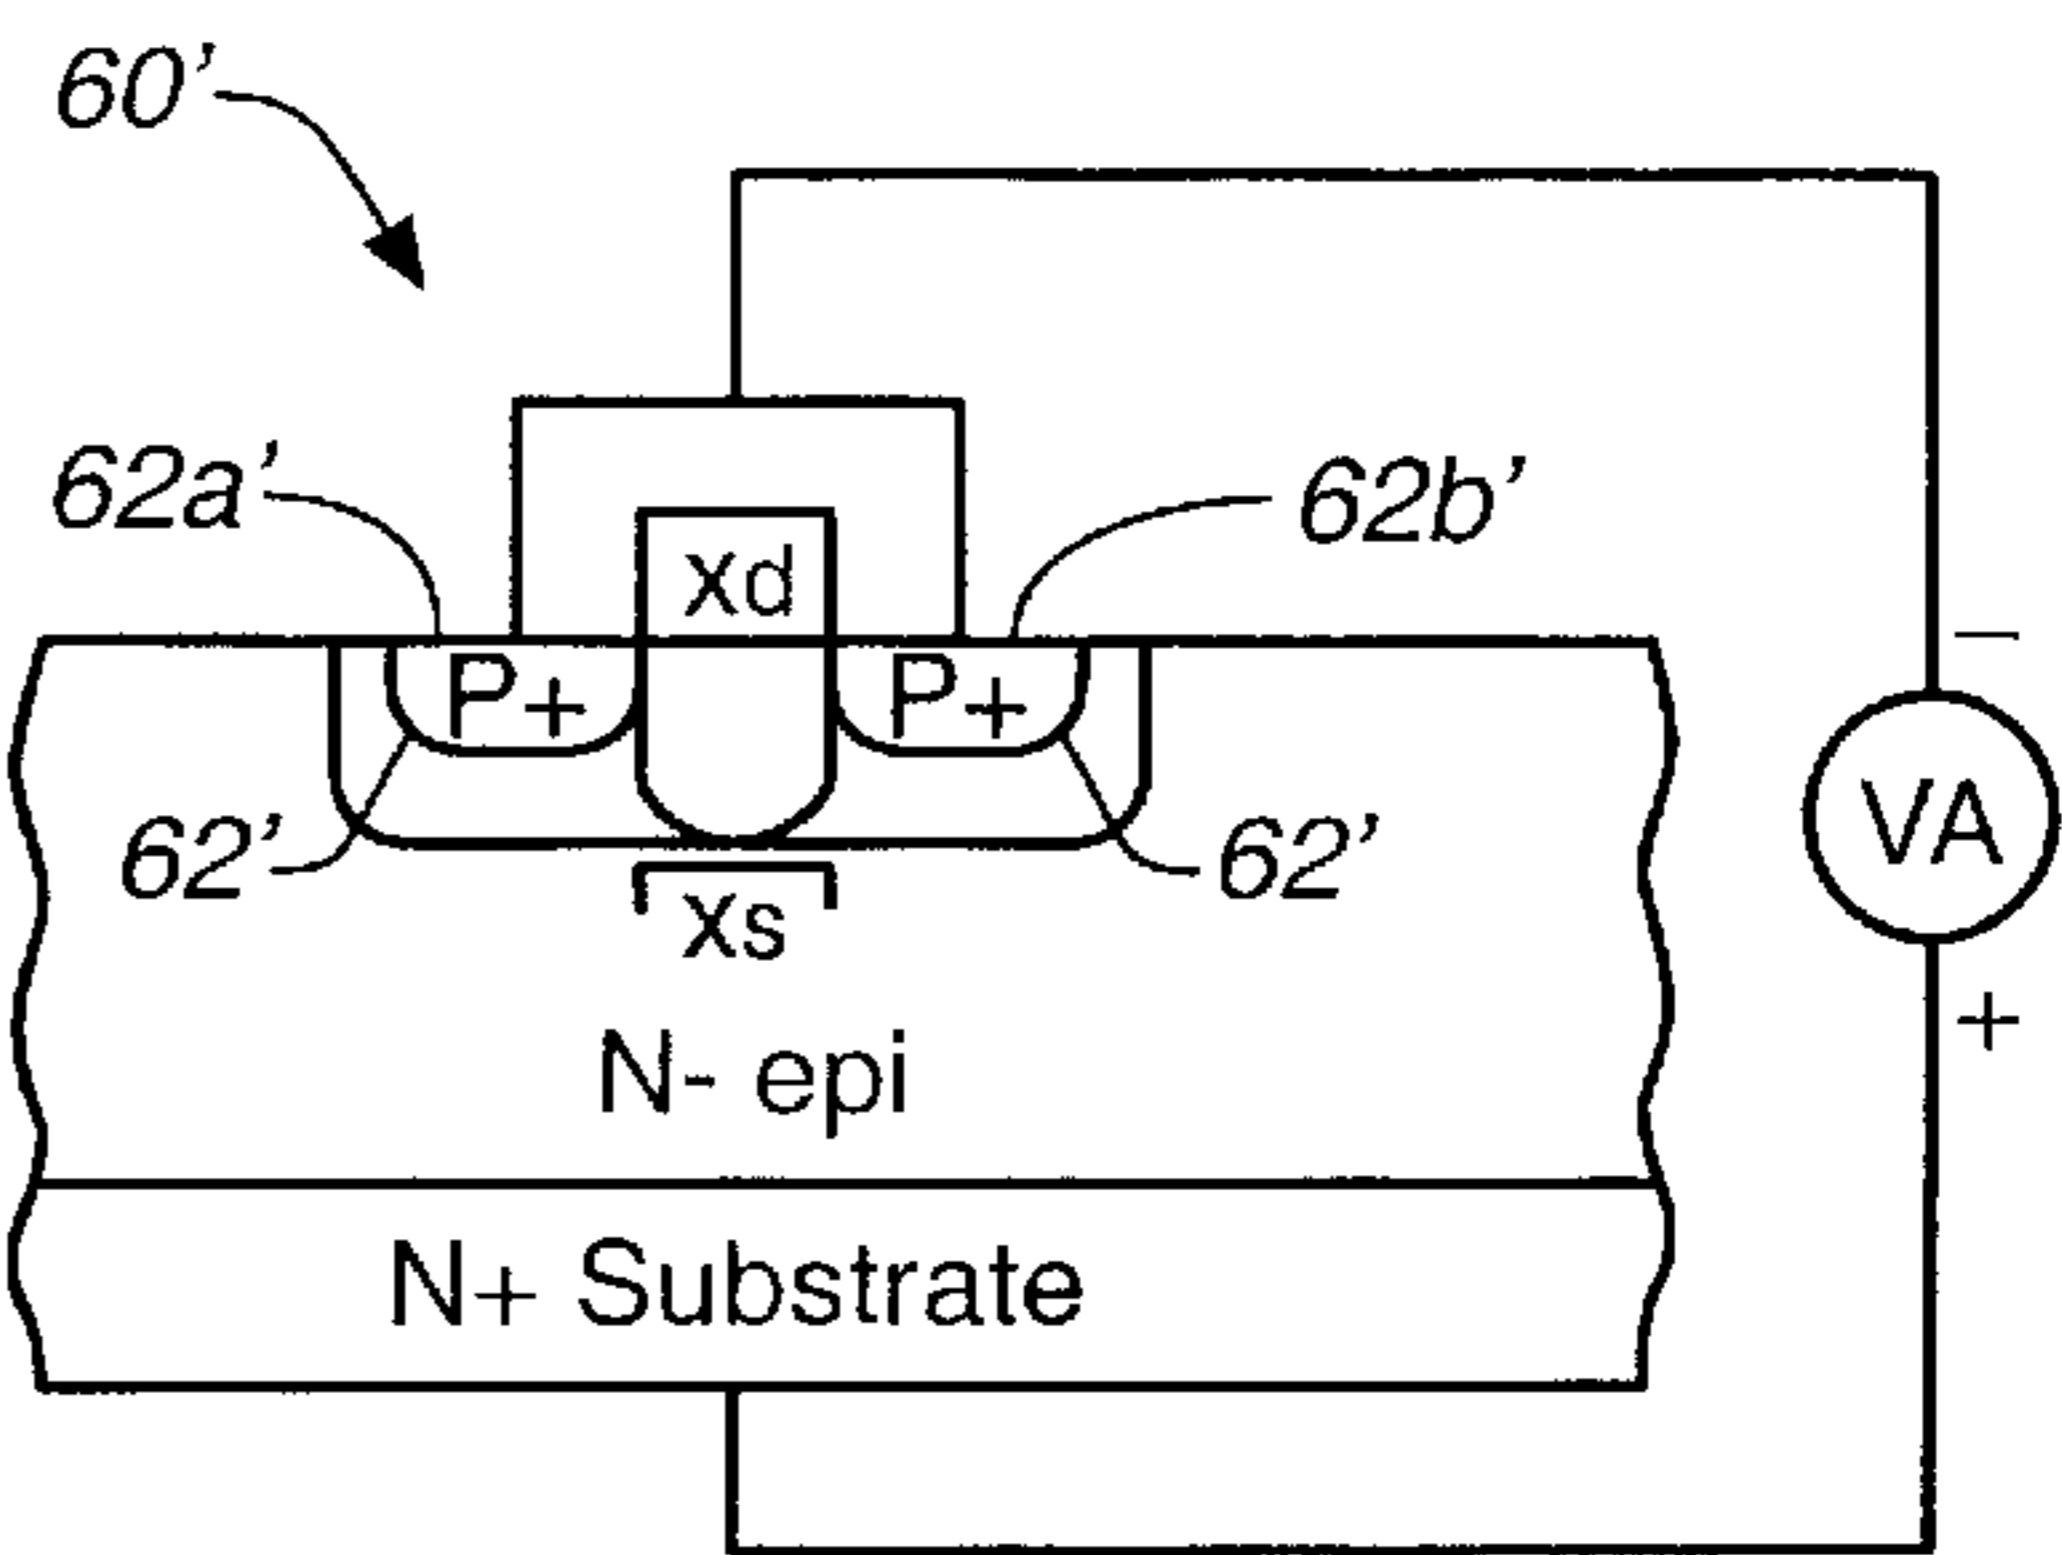 60’
62a’
62b’
xd
P+ P+
–
VA
62’ 62’
xs
+
N- epi
N+ Substrate